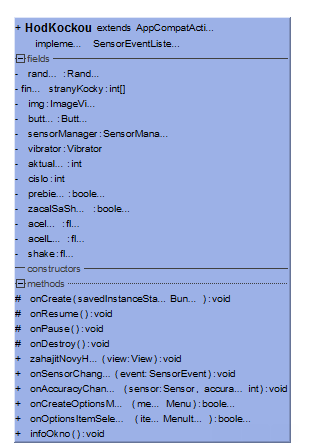 + HodKockou extends AppCompatActi...
impleme... SensorEventListe...
fields
- rand... : Rand...
- fin... stranyKocky : int[]
- img : ImageVi...
- butt... : Butt...
- sensorManager : SensorMana...
- vibrator : Vibrator
- aktual... : int
- cislo : int
- prebie... : boole...
- zacalSaSh... : boole...
- acel... : fl...
- acelL... : fl...
- shake : fl...
constructors
methods
# onCreate ( savedInstanceSta... Bun... ) : void
# onResume ( ) : void
# onPause ( ) : void
# onDestroy ( ) : void
+ zahajitNovyH... ( view : View ) : void
+ onSensorChang... ( event : SensorEvent ) : void
+ onAccuracyChan... ( sensor : Sensor , accura... int ) : void
+ onCreateOptionsM... ( me... Menu ) : boole...
+ onOptionsItemSele... ( ite... MenuIt... ) : boole...
+ infoOkno ( ) : void